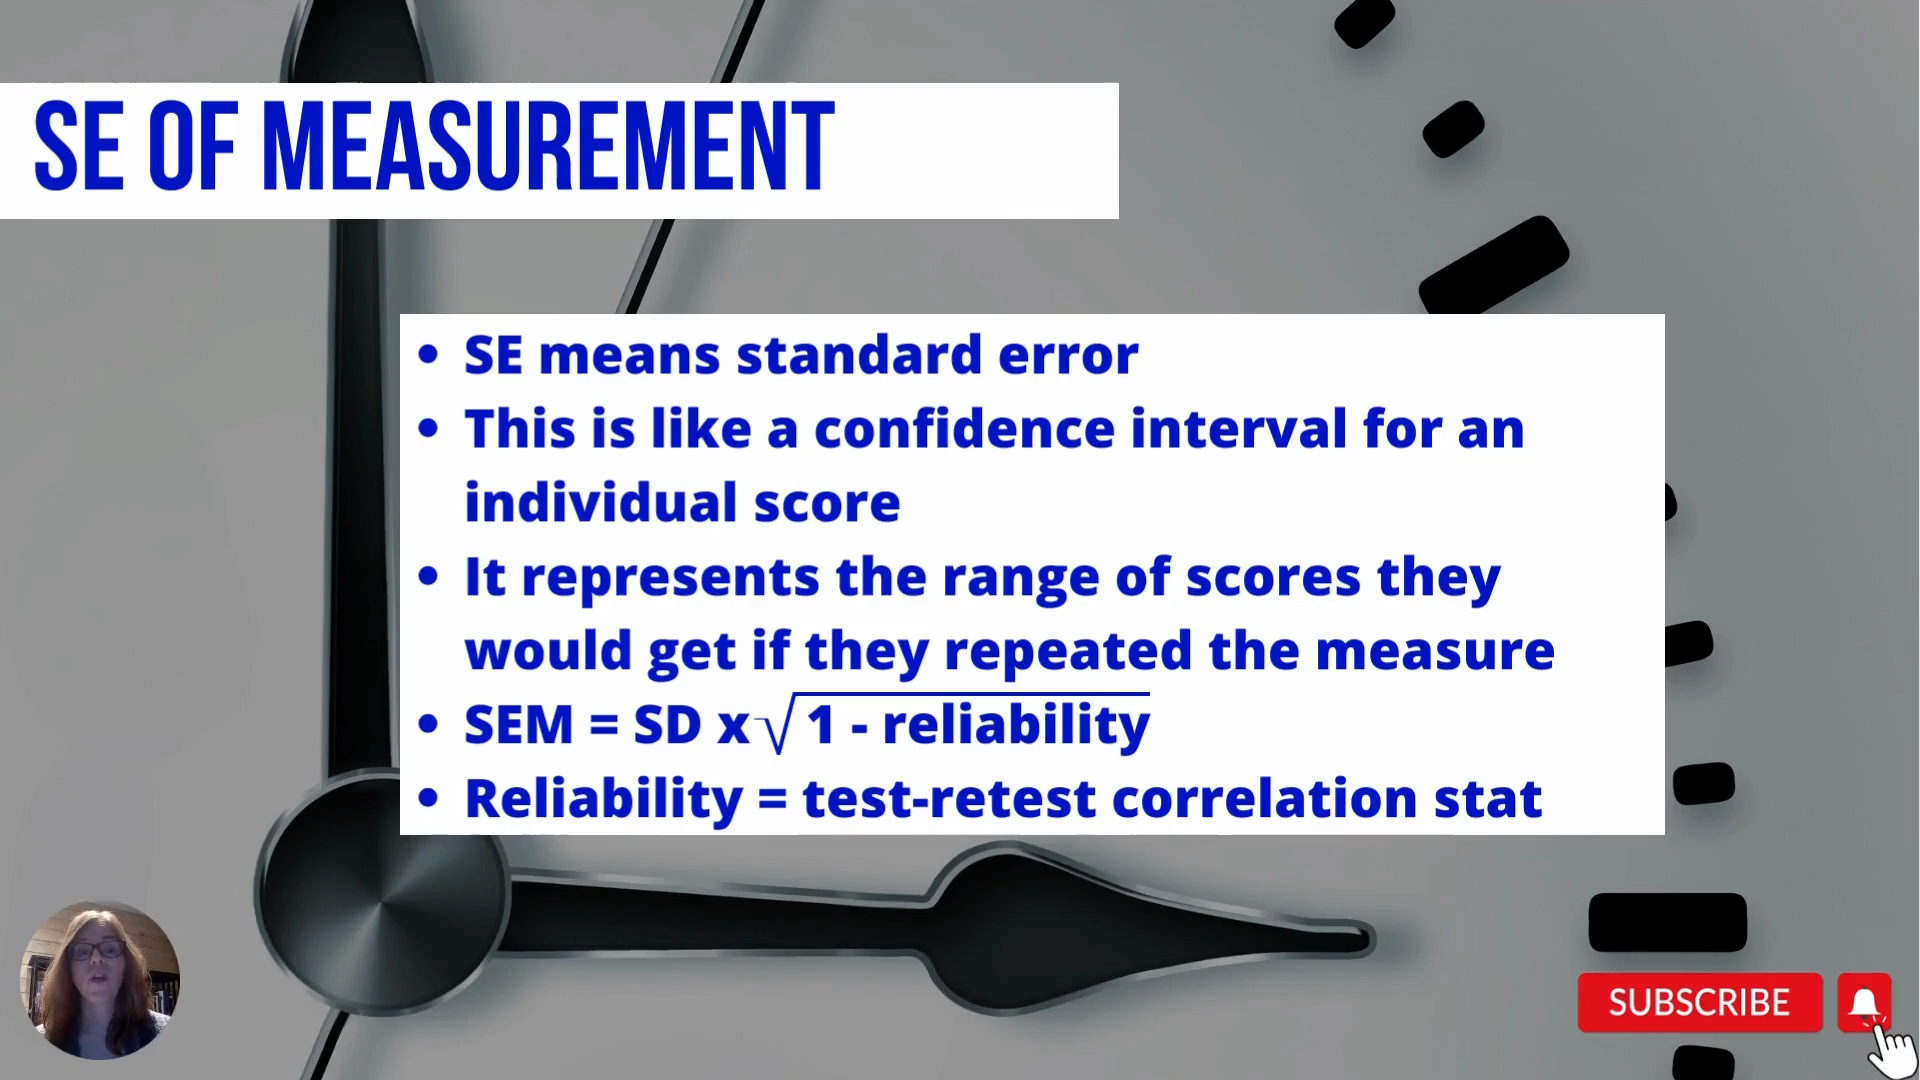 SE OF MEASUREMENT
• SE means standard error
• This is like a confidence interval for an
individual score
• It represents the range of scores they
would get if they repeated the measure
• SEM = SD x√1 - reliability
• Reliability = test-retest correlation stat
SUBSCRIBE